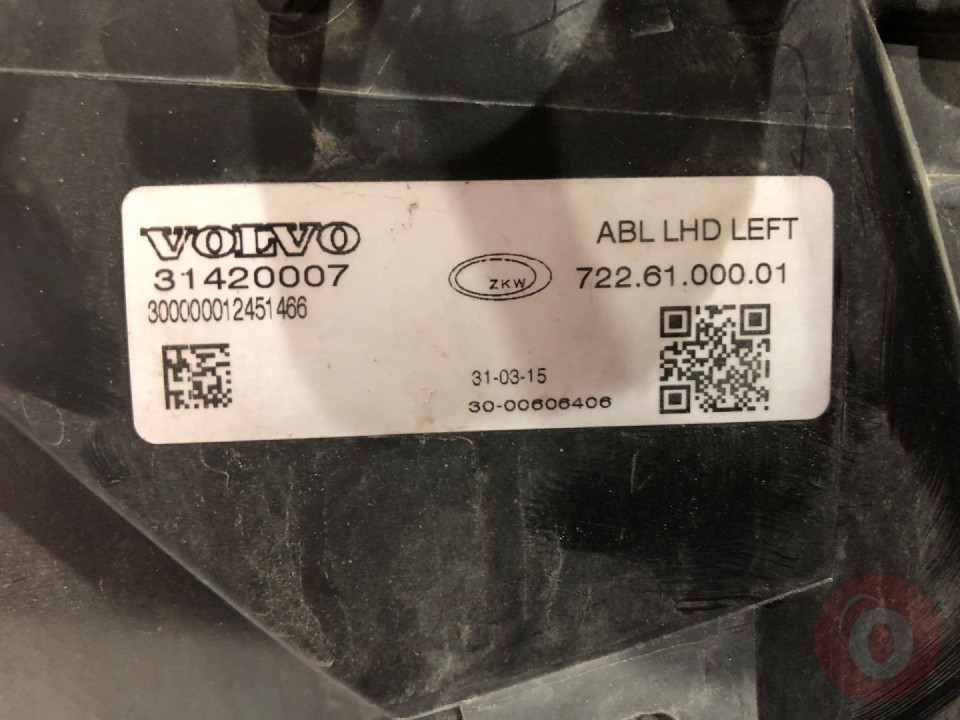 VOLVO
31420007
300000012451466
ABL LHD LEFT
ZKW
722.61.000.01
31-03-15
30-00606406
O